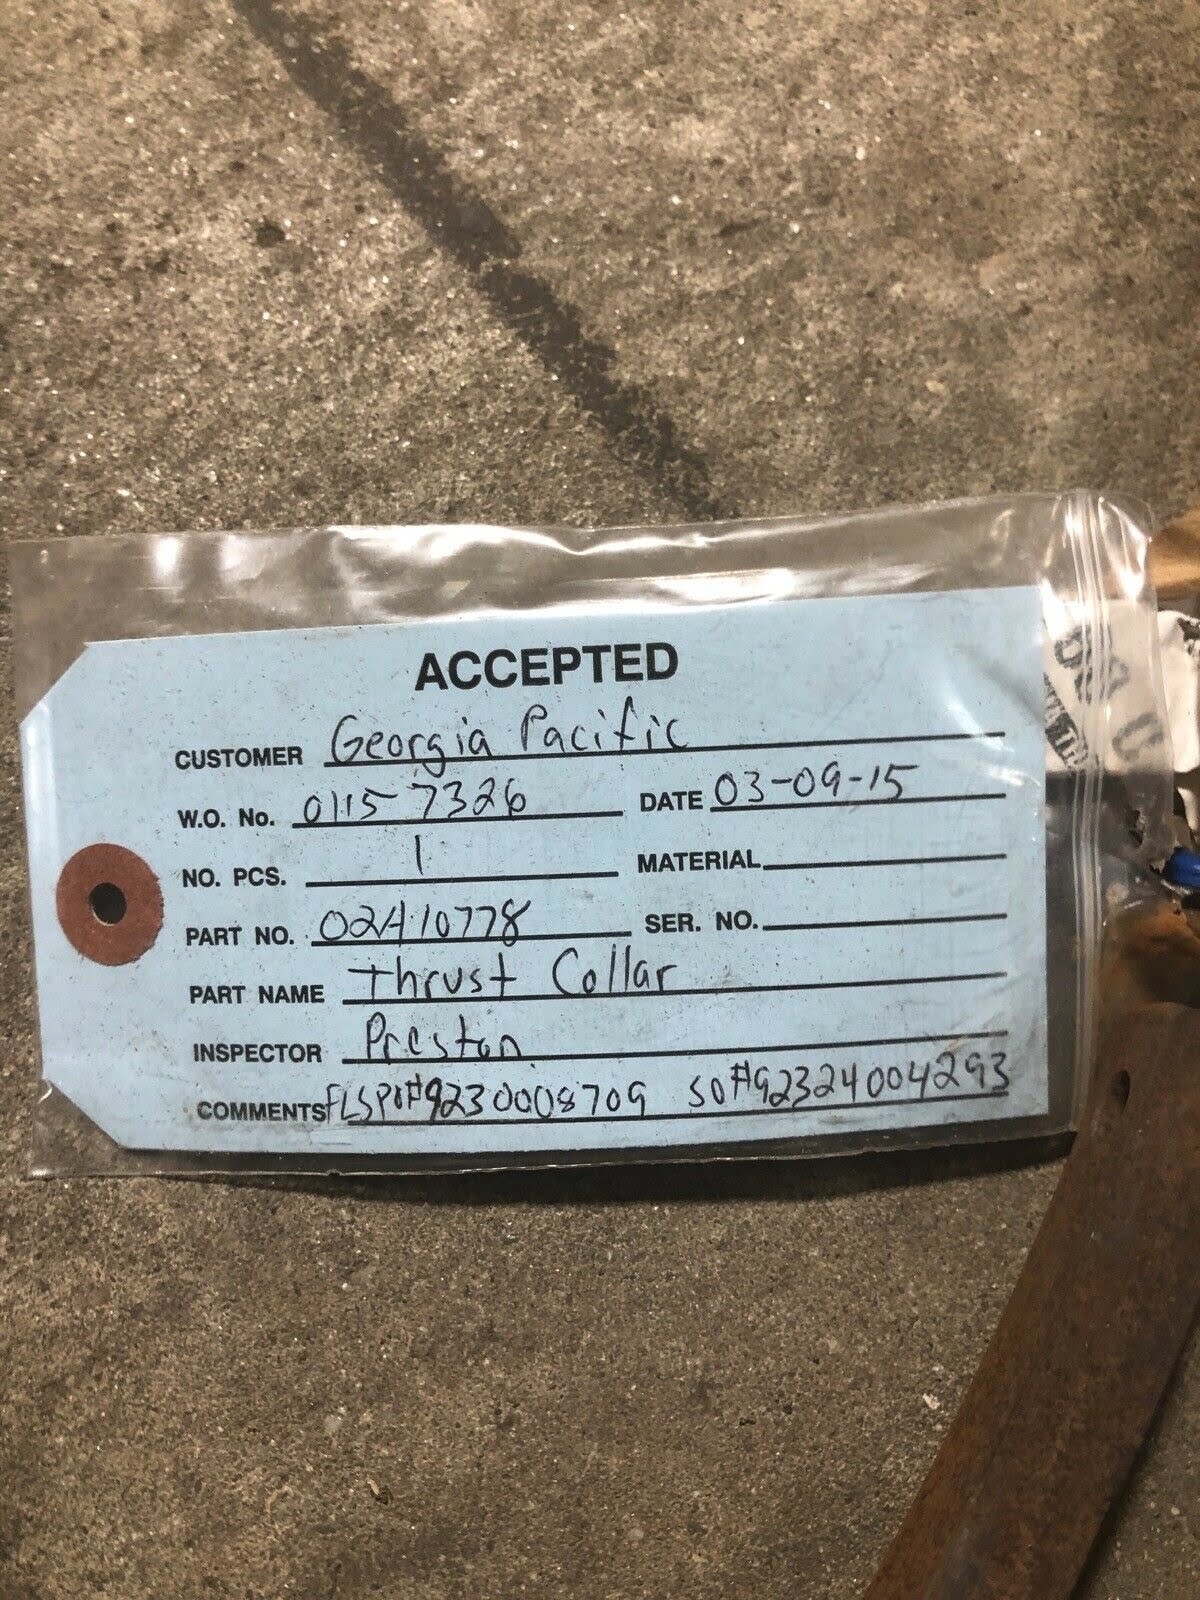 ACCEPTED
CUSTOMER Georgia Pacific
W.O. No. 0115 7326 DATE 03-09-15
NO. PCS. 1 MATERIAL
PART NO. 02410778 SER. NO.
PART NAME Thrust Collar
INSPECTOR Preston
COMMENTS FLSPO#9230008709 SO#92324004293